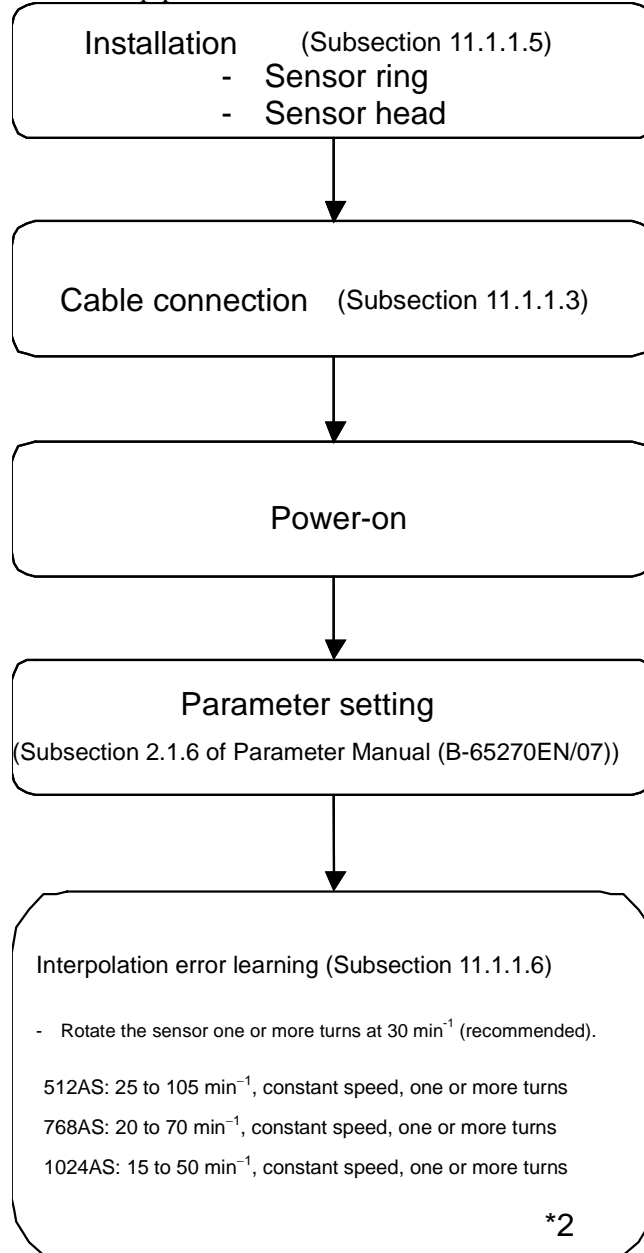 Installation (Subsection 11.1.1.5)
- Sensor ring
- Sensor head
Cable connection (Subsection 11.1.1.3)
Power-on
Parameter setting
(Subsection 2.1.6 of Parameter Manual (B-65270EN/07))
Interpolation error learning (Subsection 11.1.1.6)
- Rotate the sensor one or more turns at 30 min⁻¹ (recommended).
512AS: 25 to 105 min⁻¹, constant speed, one or more turns
768AS: 20 to 70 min⁻¹, constant speed, one or more turns
1024AS: 15 to 50 min⁻¹, constant speed, one or more turns
*2